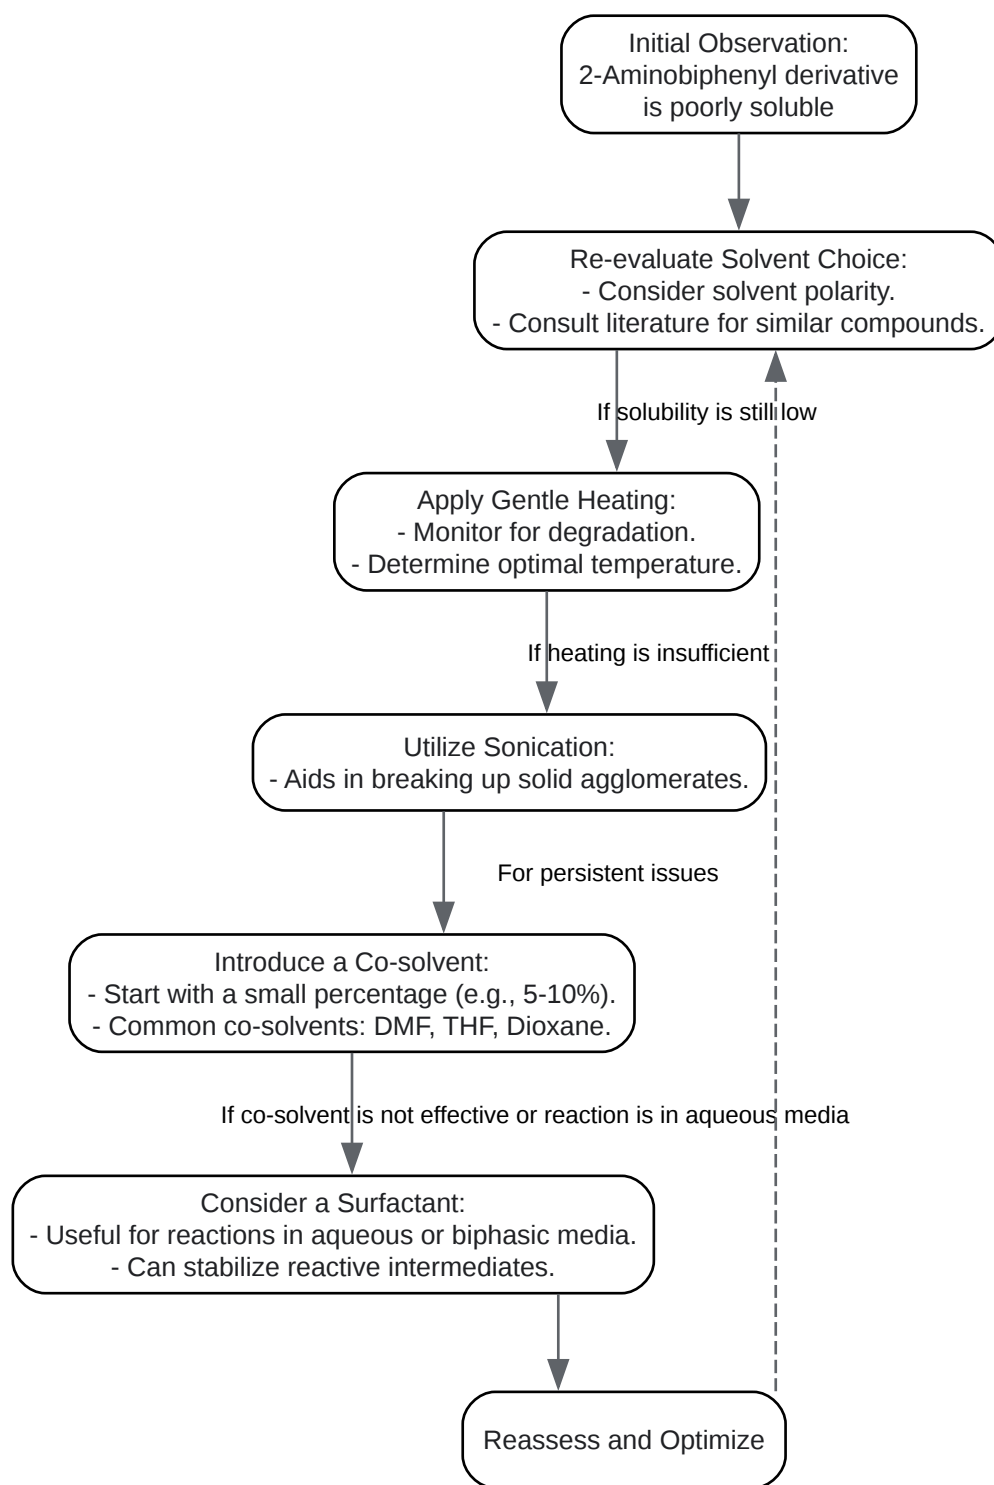 Initial Observation:
2-Aminobiphenyl derivative
is poorly soluble
Re-evaluate Solvent Choice:
- Consider solvent polarity.
- Consult literature for similar compounds.
If solubility is still low
Apply Gentle Heating:
- Monitor for degradation.
- Determine optimal temperature.
If heating is insufficient
Utilize Sonication:
- Aids in breaking up solid agglomerates.
For persistent issues
Introduce a Co-solvent:
- Start with a small percentage (e.g., 5-10%).
- Common co-solvents: DMF, THF, Dioxane.
If co-solvent is not effective or reaction is in aqueous media
Consider a Surfactant:
- Useful for reactions in aqueous or biphasic media.
- Can stabilize reactive intermediates.
Reassess and Optimize